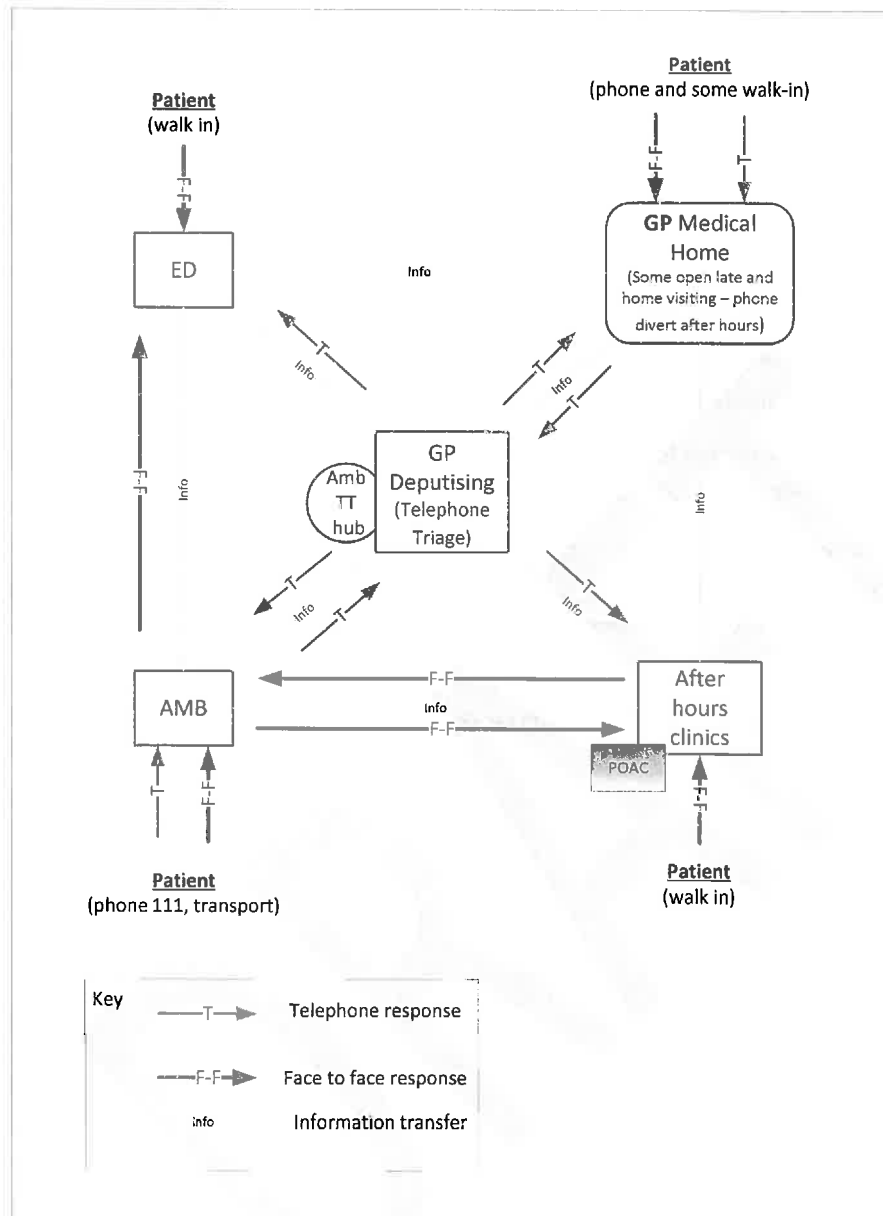 Patient
(phone and some walk-in)
Patient
(walk in)
F-F
F-F
T
ED
GP Medical
Home
(Some open late and
home visiting – phone
divert after hours)
Info
T
Info
T
Info
T
GP
Deputising
(Telephone
Triage)
Amb
TT
hub
F-F
Info
Info
T
Info
T
T
Info
F-F
Info
F-F
AMB
After
hours
clinics
POAC
T
F-F
F-F
Patient
(phone 111, transport)
Patient
(walk in)
Key
T
Telephone response
F-F
Face to face response
Info
Information transfer